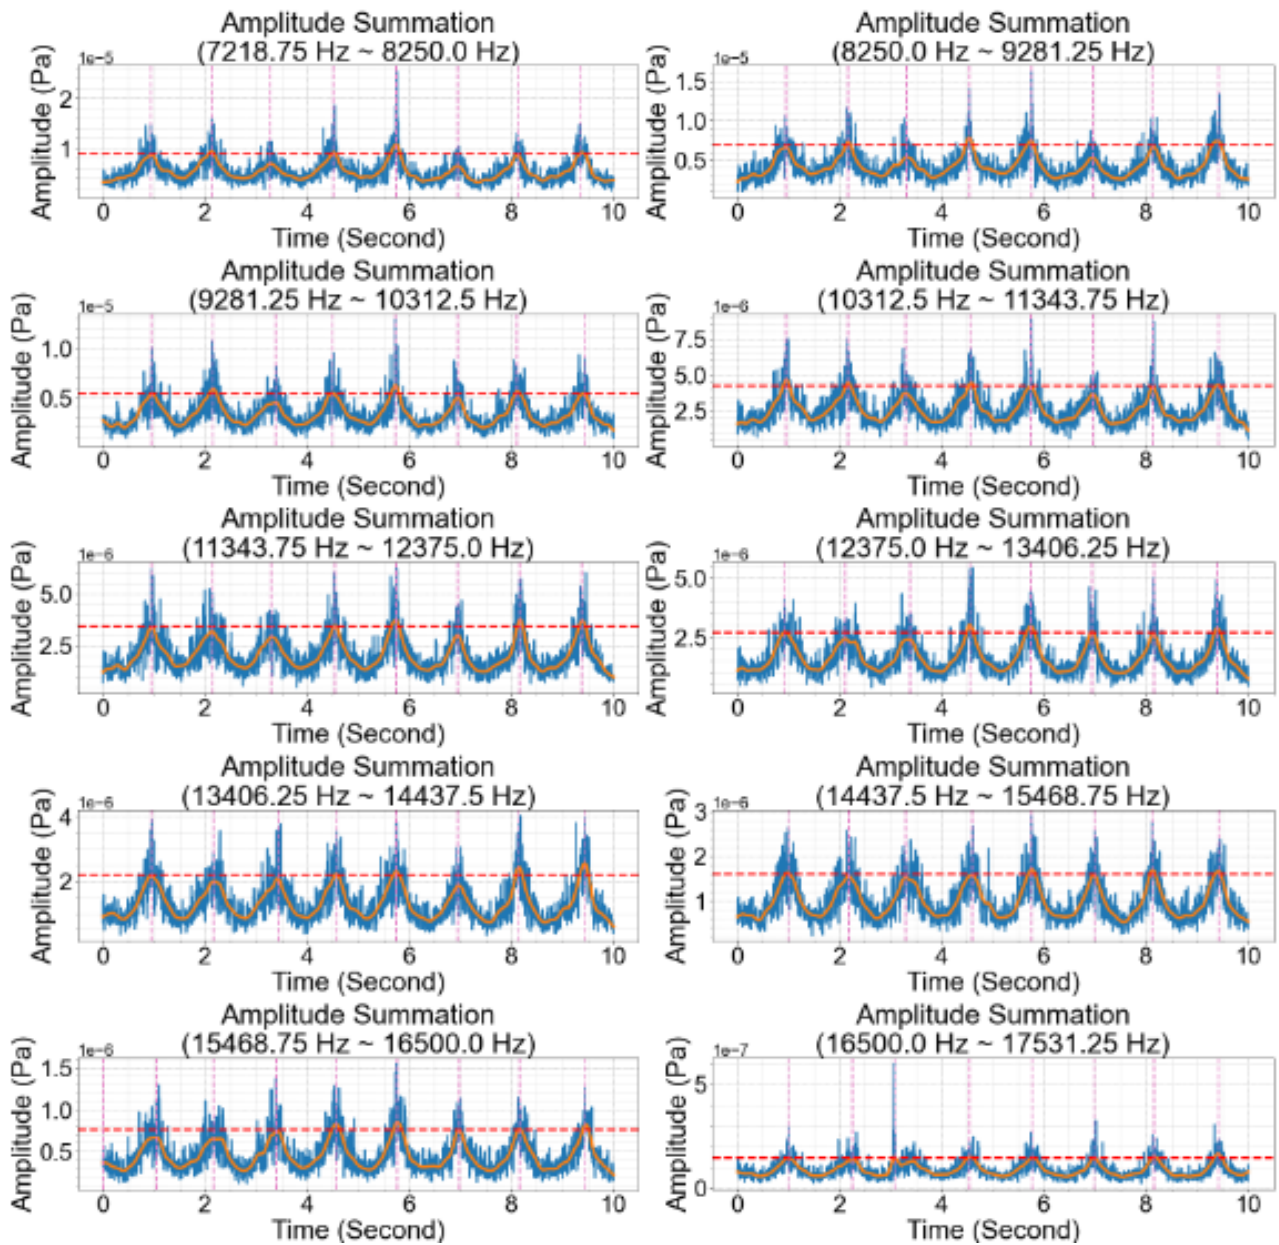 Amplitude Summation
(7218.75 Hz ~ 8250.0 Hz)
1e−5
Amplitude (Pa)
2
1
0 2 4 6 8 10
Time (Second)
Amplitude Summation
(8250.0 Hz ~ 9281.25 Hz)
1e−5
Amplitude (Pa)
1.5
1.0
0.5
0 2 4 6 8 10
Time (Second)
Amplitude Summation
(9281.25 Hz ~ 10312.5 Hz)
1e−5
Amplitude (Pa)
1.0
0.5
0 2 4 6 8 10
Time (Second)
Amplitude Summation
(10312.5 Hz ~ 11343.75 Hz)
1e−6
Amplitude (Pa)
7.5
5.0
2.5
0 2 4 6 8 10
Time (Second)
Amplitude Summation
(11343.75 Hz ~ 12375.0 Hz)
1e−6
Amplitude (Pa)
5.0
2.5
0 2 4 6 8 10
Time (Second)
Amplitude Summation
(12375.0 Hz ~ 13406.25 Hz)
1e−6
Amplitude (Pa)
5.0
2.5
0 2 4 6 8 10
Time (Second)
Amplitude Summation
(13406.25 Hz ~ 14437.5 Hz)
1e−6
Amplitude (Pa)
4
2
0 2 4 6 8 10
Time (Second)
Amplitude Summation
(14437.5 Hz ~ 15468.75 Hz)
1e−6
Amplitude (Pa)
3
2
1
0 2 4 6 8 10
Time (Second)
Amplitude Summation
(15468.75 Hz ~ 16500.0 Hz)
1e−6
Amplitude (Pa)
1.5
1.0
0.5
0 2 4 6 8 10
Time (Second)
Amplitude Summation
(16500.0 Hz ~ 17531.25 Hz)
1e−7
Amplitude (Pa)
5
0
0 2 4 6 8 10
Time (Second)